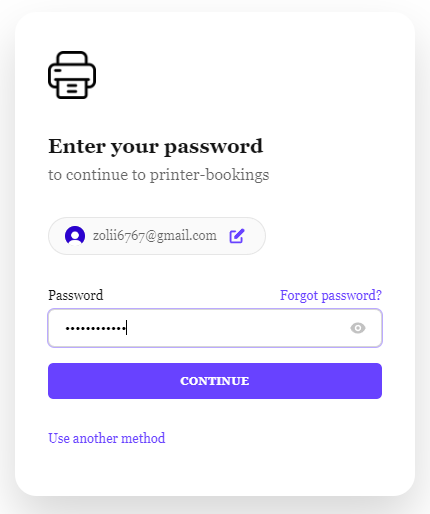 Enter your password
to continue to printer-bookings
zolii6767@gmail.com
Password Forgot password?
••••••••••••
CONTINUE
Use another method